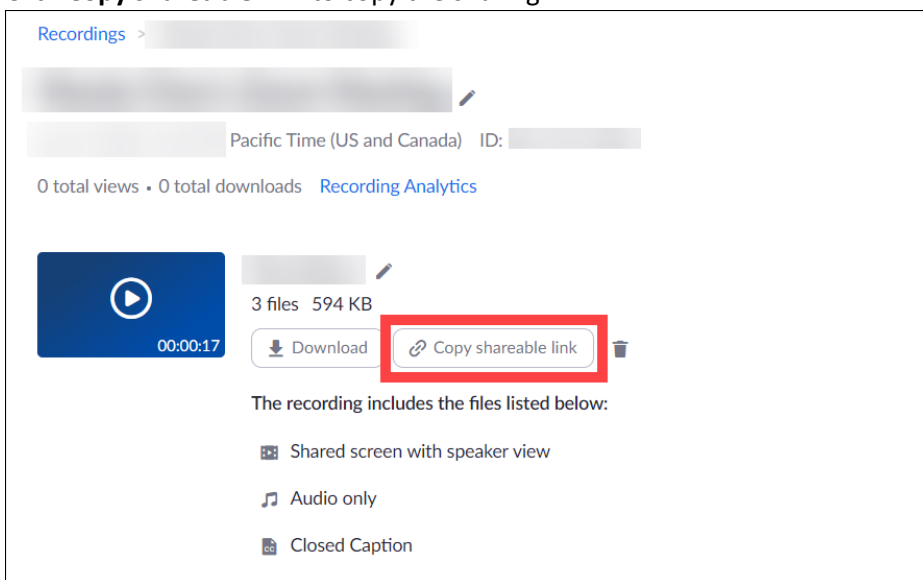 Recordings >
Pacific Time (US and Canada) ID:
0 total views • 0 total downloads Recording Analytics
3 files 594 KB
00:00:17
Download
Copy shareable link
The recording includes the files listed below:
Shared screen with speaker view
Audio only
CC
Closed Caption